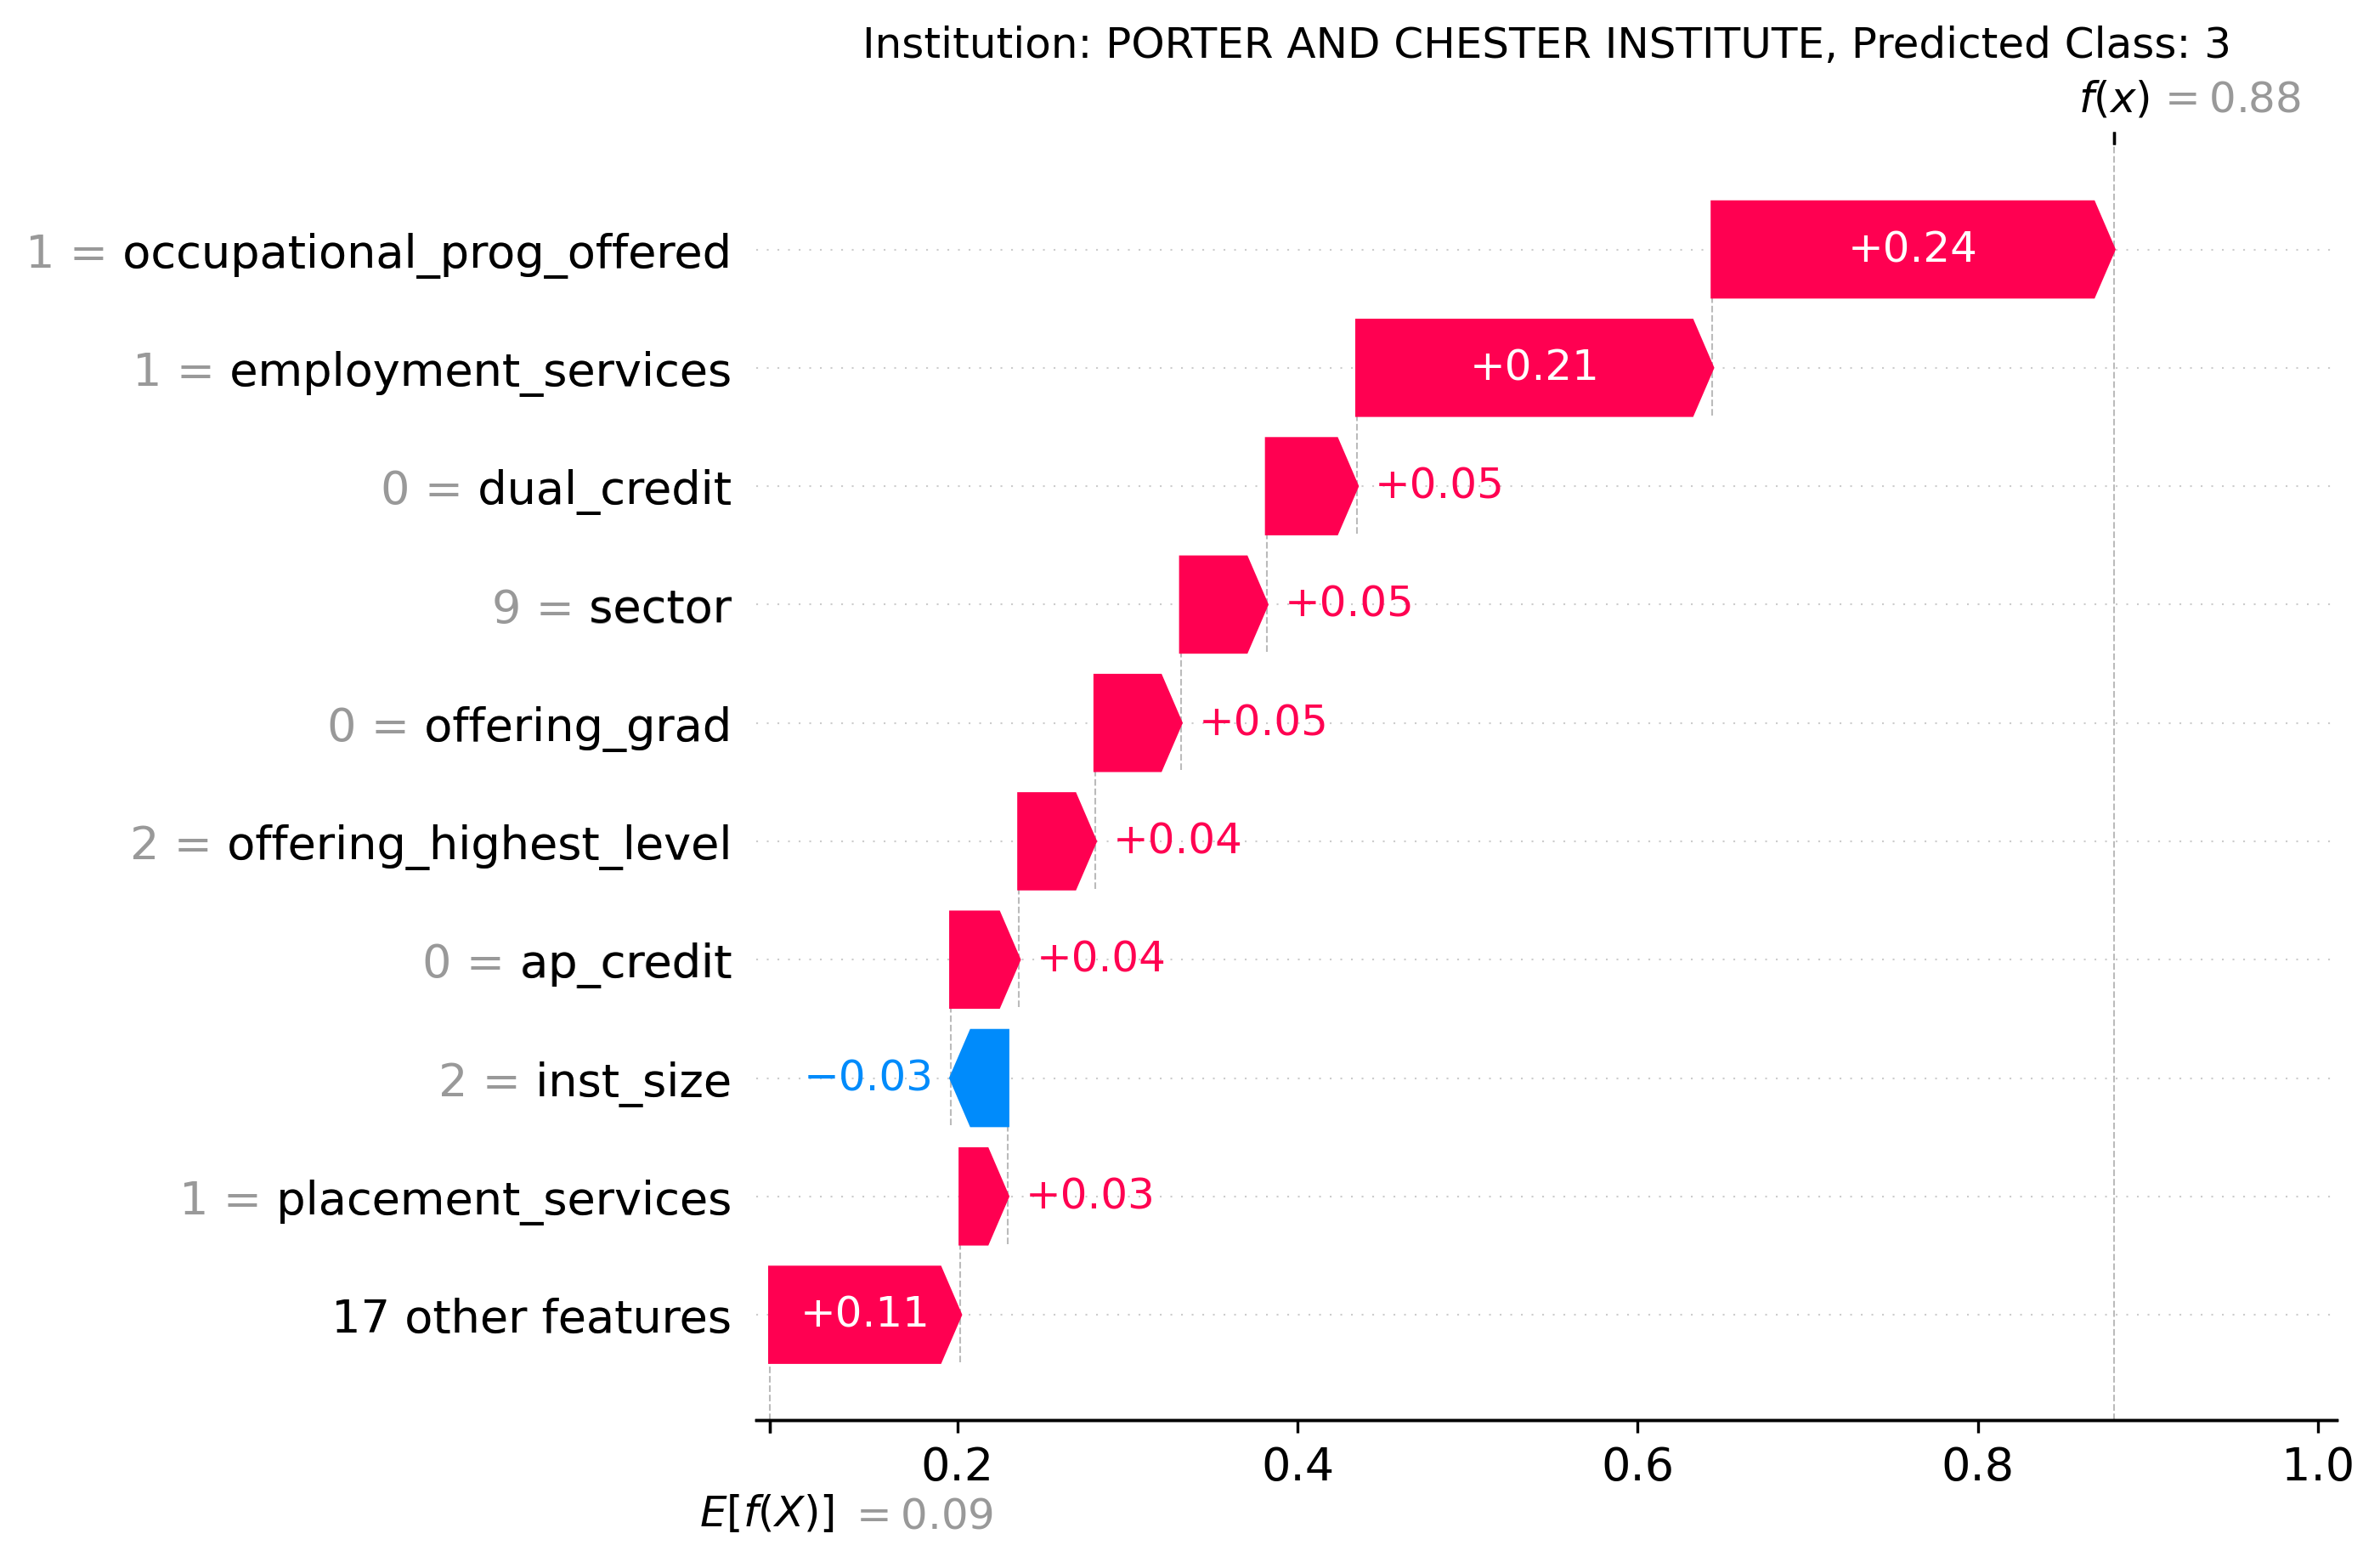 Institution: PORTER AND CHESTER INSTITUTE, Predicted Class: 3
f(x) = 0.88
1 = occupational_prog_offered +0.24
1 = employment_services +0.21
0 = dual_credit +0.05
9 = sector +0.05
0 = offering_grad +0.05
2 = offering_highest_level +0.04
0 = ap_credit +0.04
2 = inst_size −0.03
1 = placement_services +0.03
17 other features +0.11
0.2 0.4 0.6 0.8 1.0
E[f(X)] = 0.09